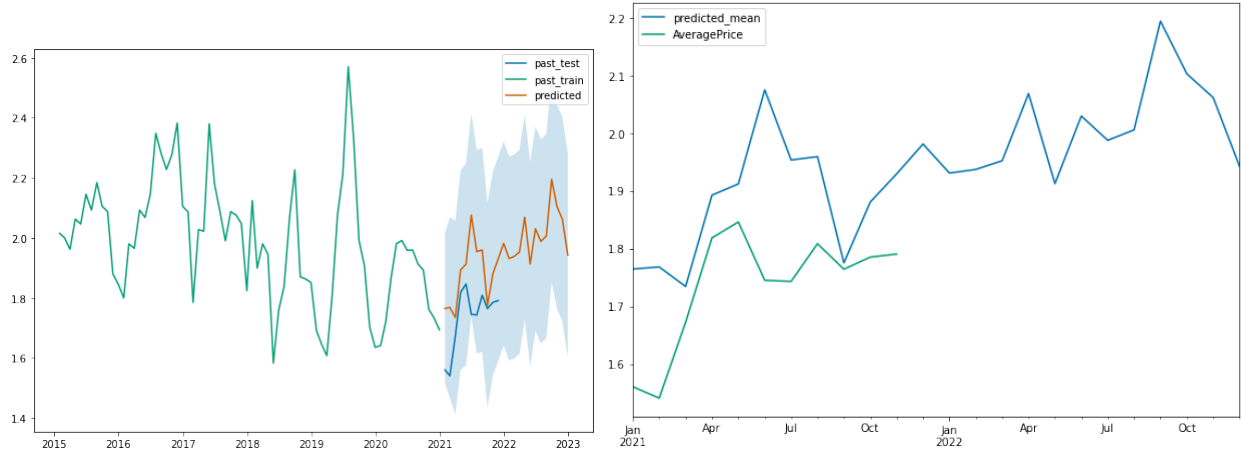 past_test
past_train
predicted
2.6
2.4
2.2
2.0
1.8
1.6
1.4
2015 2016 2017 2018 2019 2020 2021 2022 2023
predicted_mean
AveragePrice
2.2
2.1
2.0
1.9
1.8
1.7
1.6
Jan Apr Jul Oct Jan Apr Jul Oct
2021 2022